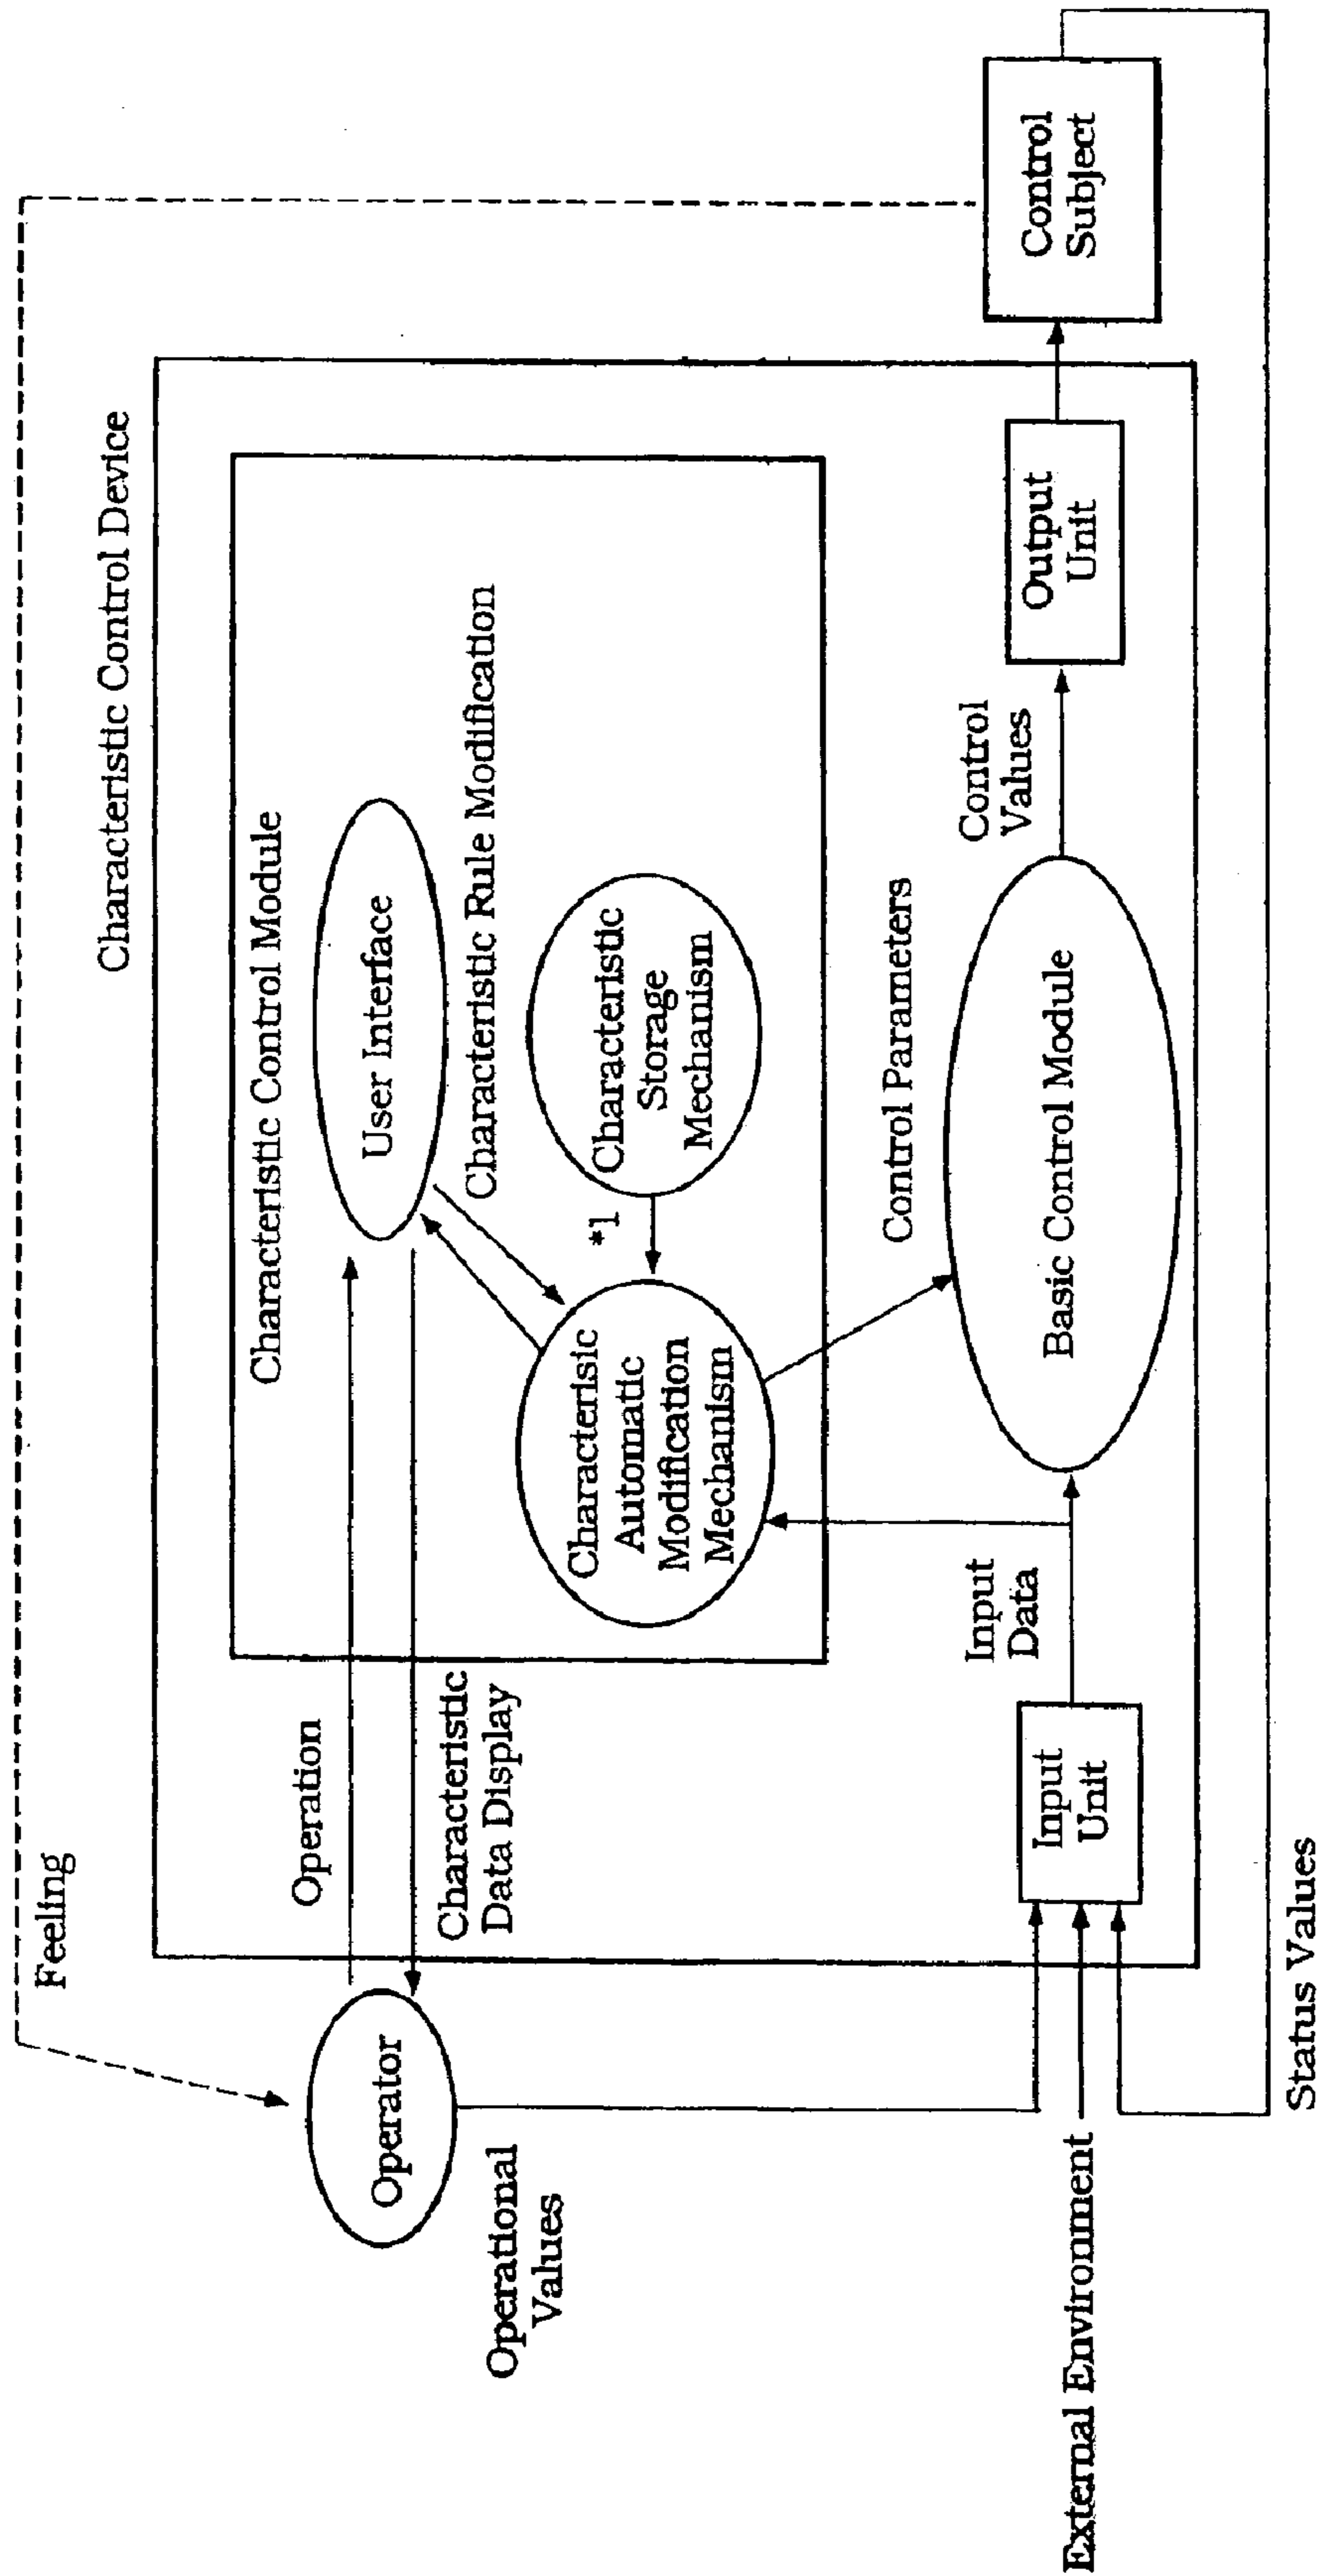 Feeling
Characteristic Control Device
Characteristic Control Module
Operation
User Interface
Operator
Characteristic
Data Display
Characteristic Rule Modification
Operational
Values
Characterisic
Automatic
Modification
Mechanism
*1
Characteristic
Storage
Mechanism
Control Parameters
Input
Data
Control
Values
External Environment
Input
Unit
Basic Control Module
Output
Unit
Control
Subject
Status Values